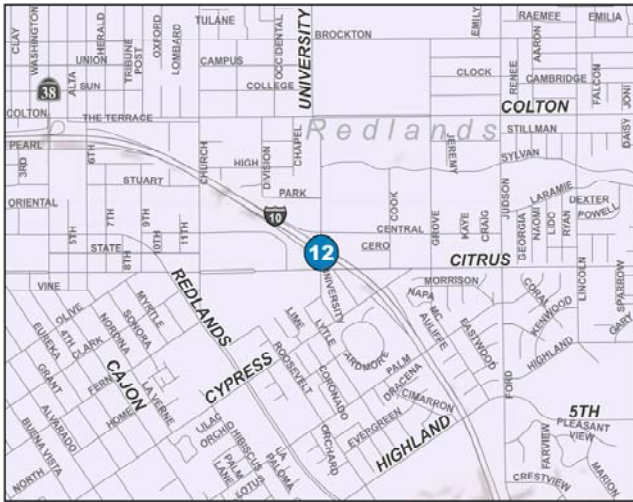 CLAY
WASHINGTON
HERALD
TRIBUNE
POST
OXFORD
LOMBARD
TULANE
OCCIDENTAL
UNIVERSITY
BROCKTON
EMILY
RAEMEE
EMILIA
AARON
UNION
CAMPUS
ALTA
SUN
COLLEGE
CLOCK
RENEE
CAMBRIDGE
FALCON
JONI
38
COLTON
COLTON
THE TERRACE
Redlands
STILLMAN
DAISY
PEARL
6TH
CHURCH
HIGH
DIVISION
CHAPEL
JEREMY
SYLVAN
3RD
STUART
PARK
JUDSON
LARAMIE
DEXTER
ORIENTAL
10
COOK
POWELL
5TH
7TH
9TH
10TH
11TH
CENTRAL
GROVE
KAYE
CRAIG
GEORGIA
NAOMI
LIDO
RYAN
STATE
8TH
CERO
12
CITRUS
REDLANDS
VINE
UNIVERSITY
MORRISON
LINCOLN
SPARROW
OLIVE
MYRTLE
NAPA
MC AULIFFE
CORAL
KENWOOD
GARY
EUREKA
4TH
CLARK
NORDINA
SONORA
LIME
LYTLE
EASTWOOD
HIGHLAND
ARDMORE
GRANT
CAJON
FERN
LA VERNE
CYPRESS
ROOSEVELT
CORONADO
PALM
DRACENA
FORD
CIMARRON
5TH
ALVARADO
HOME
LILAC
ORCHID
HIBISCUS
ORCHARD
EVERGREEN
HIGHLAND
PLEASANT
VIEW
FARVIEW
BUENA VISTA
PALM
LANE
LOTUS
LA
PALOMA
MARION
NORTH
CRESTVIEW